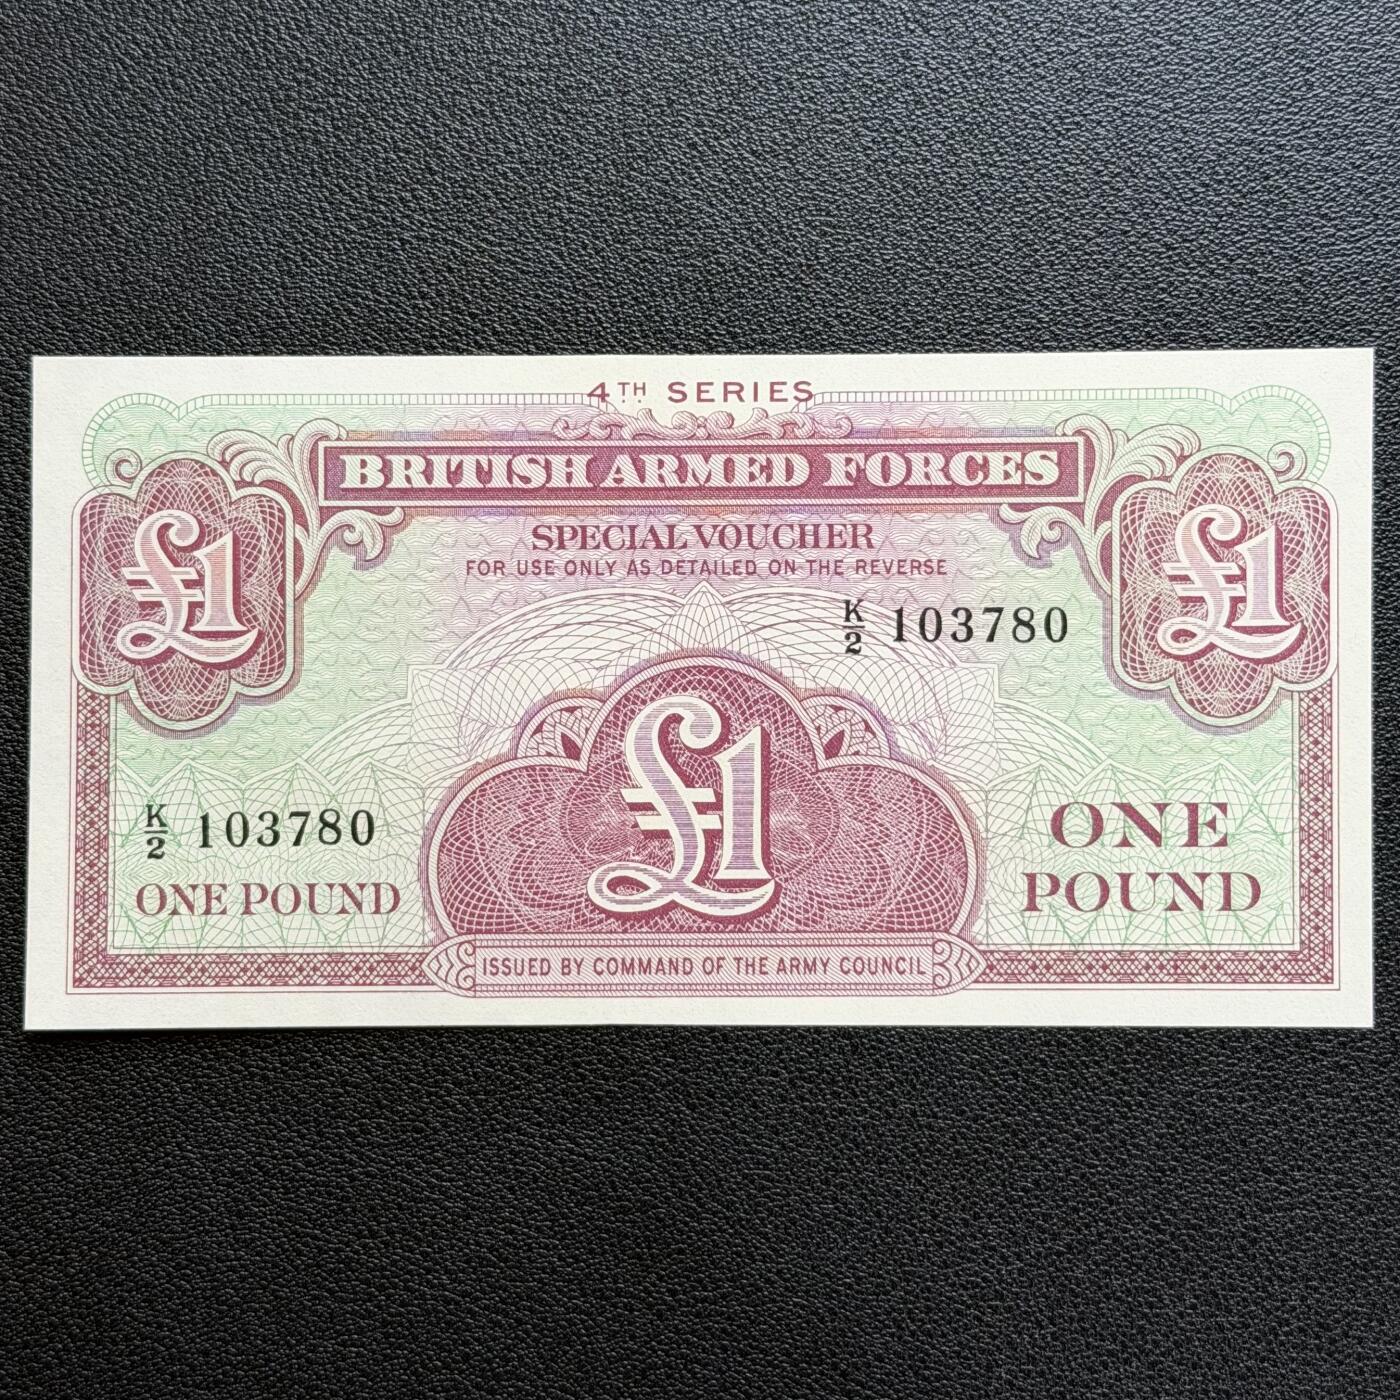 4TH SERIES
BRITISH ARMED FORCES
£1
£1
SPECIAL VOUCHER
FOR USE ONLY AS DETAILED ON THE REVERSE
K/2 103780
£1
K/2 103780
ONE POUND
ONE
POUND
ISSUED BY COMMAND OF THE ARMY COUNCIL